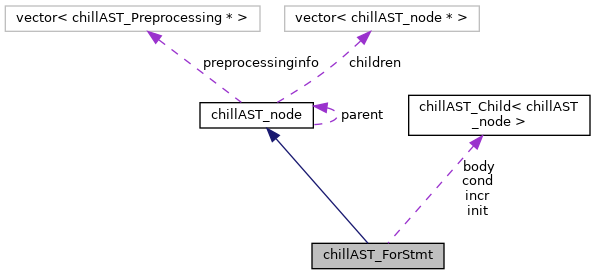 vector< chillAST_Preprocessing * >
vector< chillAST_node * >
preprocessinginfo
children
chillAST_node
parent
chillAST_Child< chillAST
_node >
body
cond
incr
init
chillAST_ForStmt